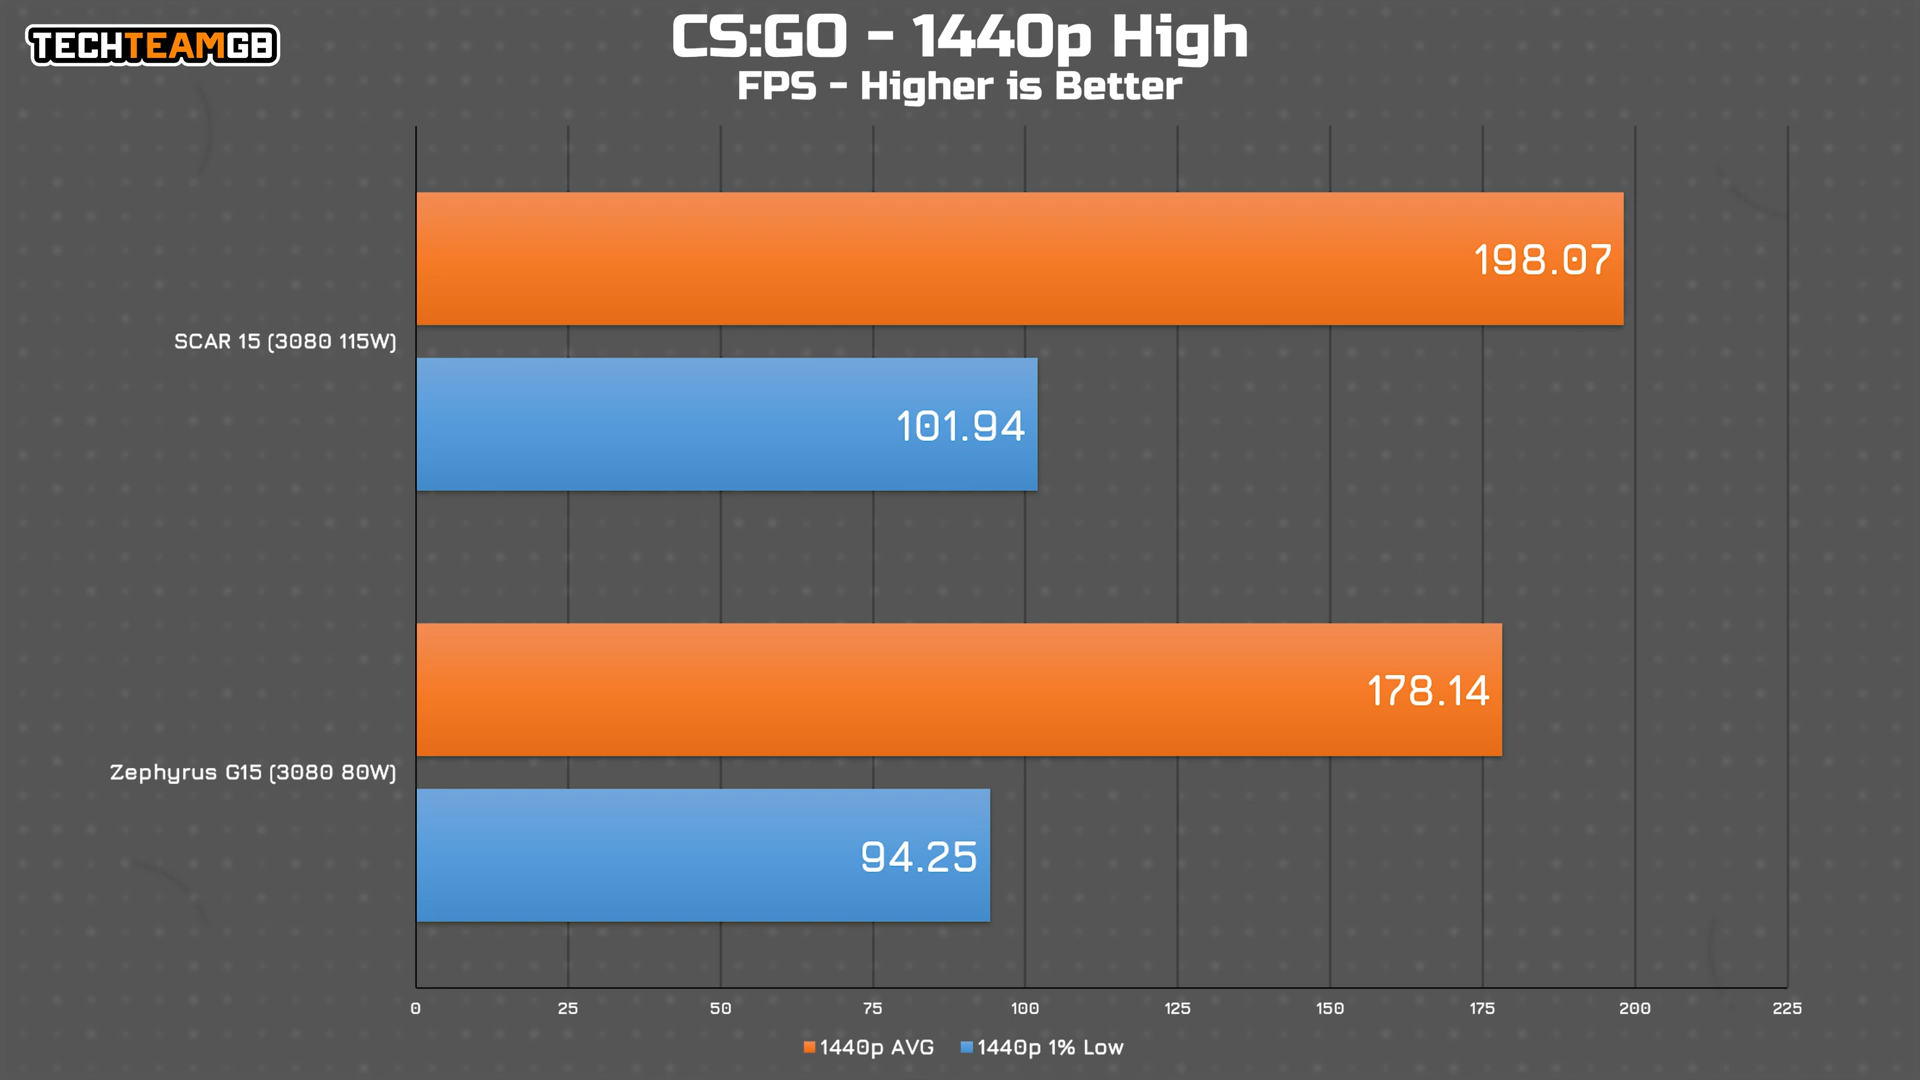 TECHTEAMGB
CS:GO - 1440p High
FPS - Higher is Better
198.07
SCAR 15 (3080 115W)
101.94
178.14
Zephyrus G15 (3080 80W)
94.25
0 25 50 75 100 125 150 175 200 225
1440p AVG 1440p 1% Low